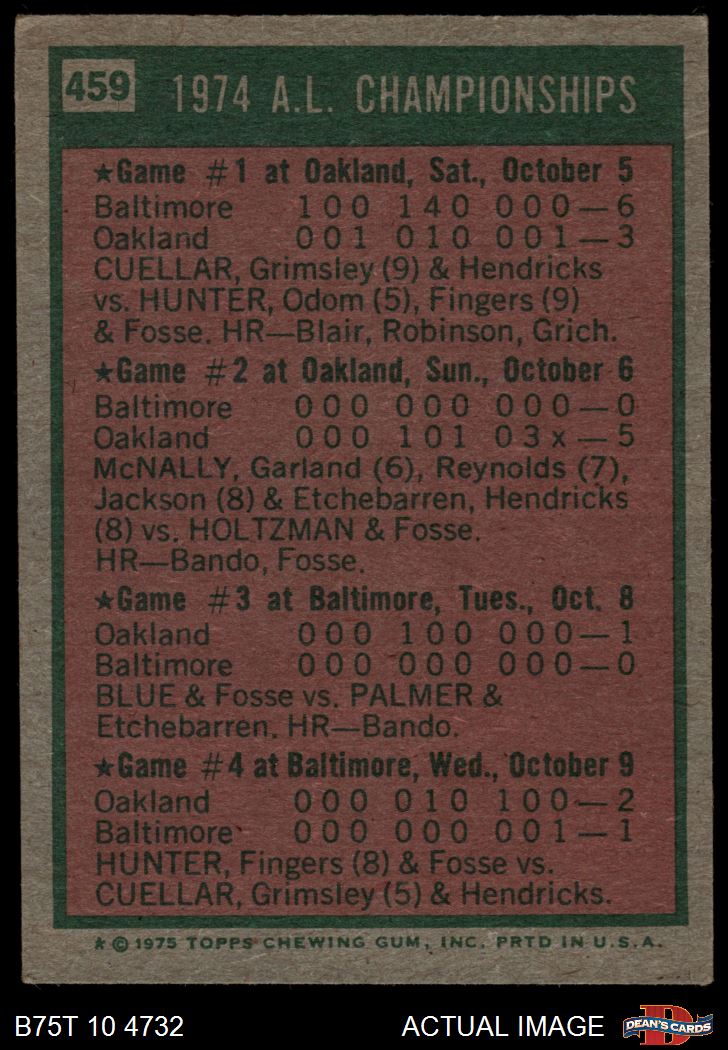 459 1974 A.L. CHAMPIONSHIPS
★Game #1 at Oakland, Sat., October 5
Baltimore 100 140 000—6
Oakland 001 010 001—3
CUELLAR, Grimsley (9) & Hendricks
vs. HUNTER, Odom (5), Fingers (9)
& Fosse. HR—Blair, Robinson, Grich.
★Game #2 at Oakland, Sun., October 6
Baltimore 000 000 000—0
Oakland 000 101 03x—5
McNALLY, Garland (6), Reynolds (7),
Jackson (8) & Etchebarren, Hendricks
(8) vs. HOLTZMAN & Fosse.
HR—Bando, Fosse.
★Game #3 at Baltimore, Tues., Oct. 8
Oakland 000 100 000—1
Baltimore 000 000 000—0
BLUE & Fosse vs. PALMER &
Etchebarren. HR—Bando.
★Game #4 at Baltimore, Wed., October 9
Oakland 000 010 100—2
Baltimore 000 000 001—1
HUNTER, Fingers (8) & Fosse vs.
CUELLAR, Grimsley (5) & Hendricks.
★ © 1975 TOPPS CHEWING GUM, INC. PRTD IN U.S.A.
B75T 10 4732 ACTUAL IMAGE D DEAN'S CARDS